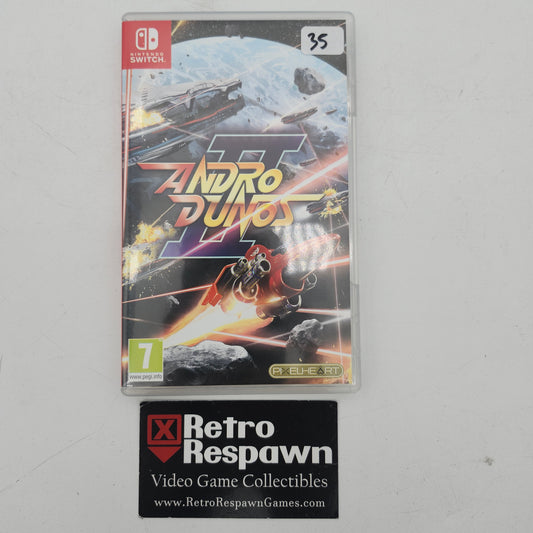 NINTENDO
SWITCH
35
II
ANDRO
DUNOS
7
www.pegi.info
PIXELHEART
X Retro
Respawn
Video Game Collectibles
www.RetroRespawnGames.com